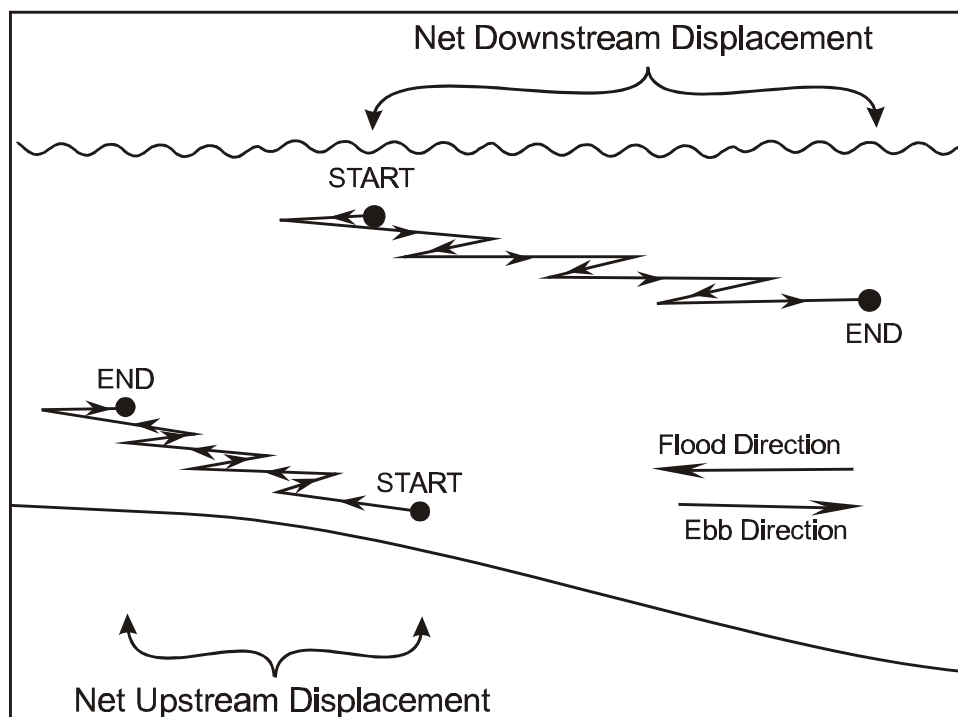 Net Downstream Displacement
START
END
END
Flood Direction
START
Ebb Direction
Net Upstream Displacement